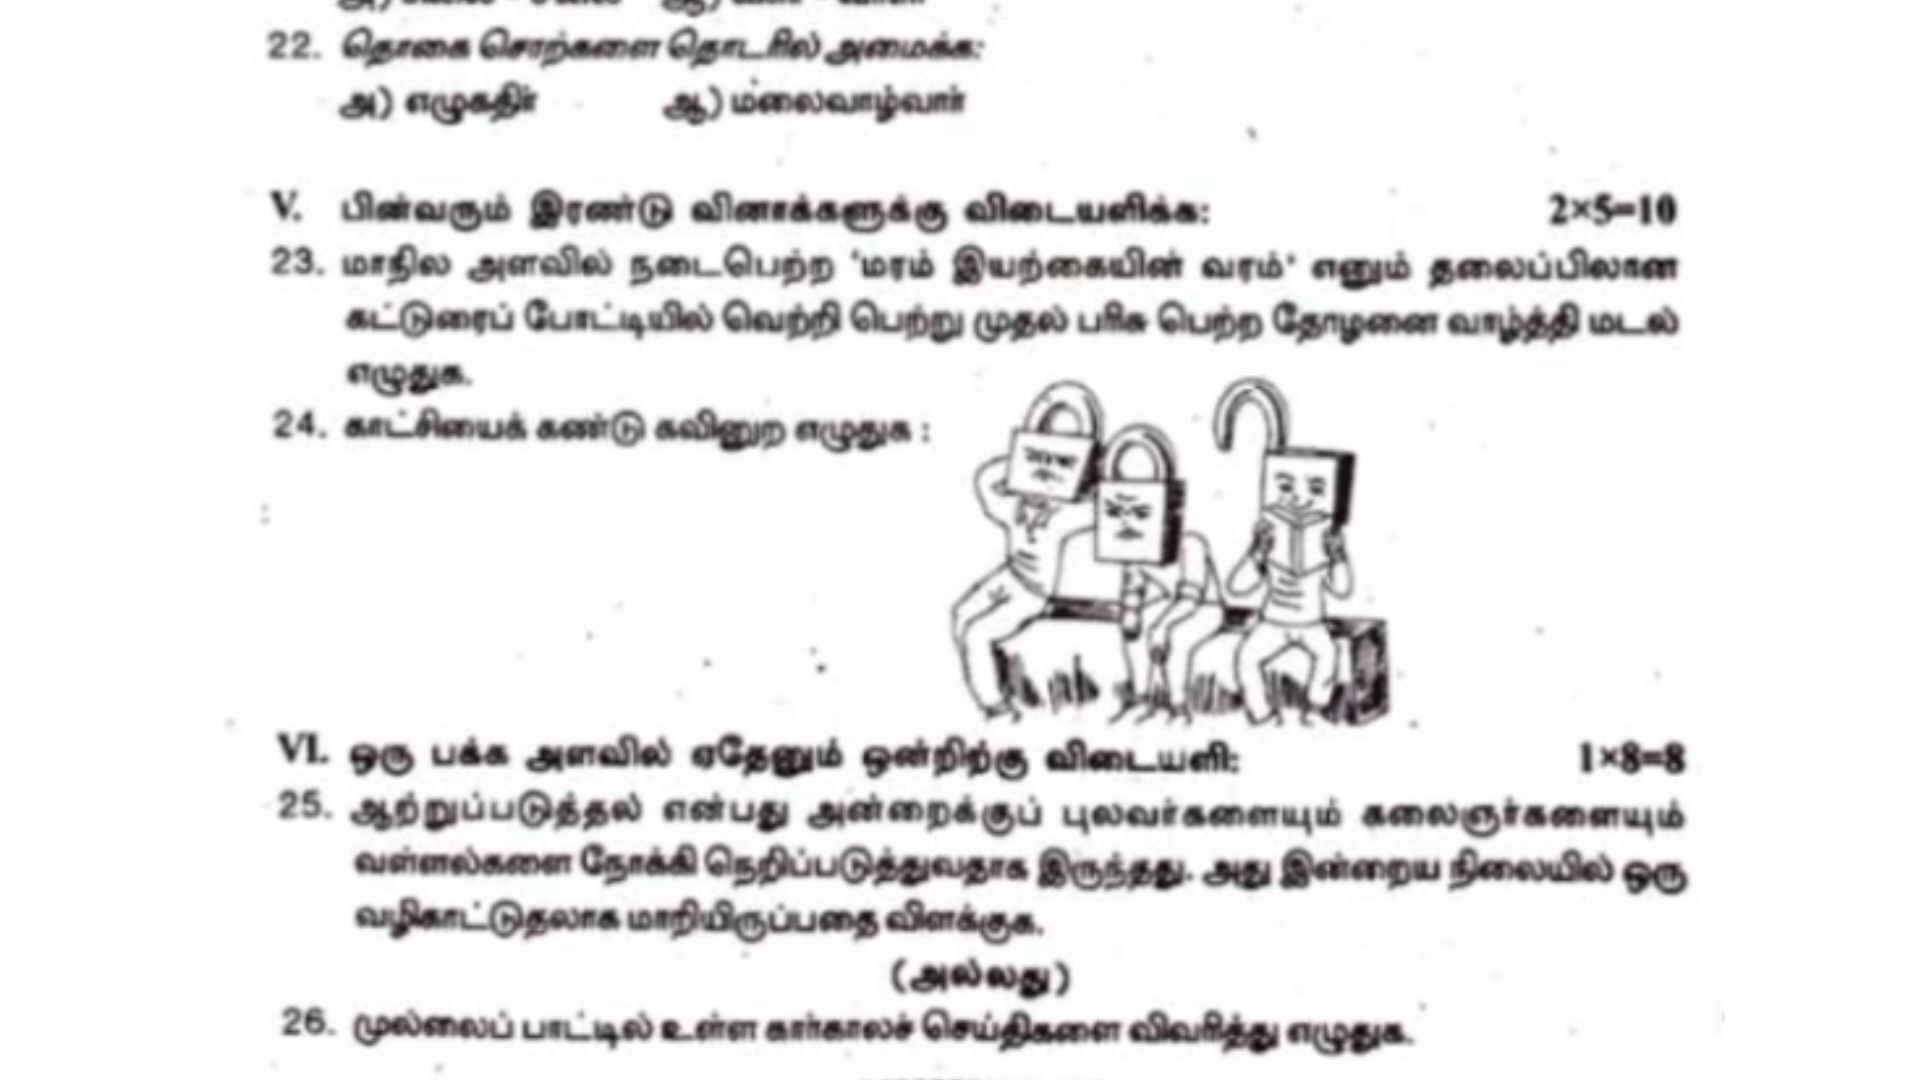 22. தொகை சொற்களை தொடரில் அமைக்க:
அ) எழுகதிர் ஆ) மலைவாழ்வார்
V. பின்வரும் இரண்டு வினாக்களுக்கு விடையளிக்க: 2×5=10
23. மாநில அளவில் நடைபெற்ற 'மரம் இயற்கையின் வரம்' எனும் தலைப்பிலான
கட்டுரைப் போட்டியில் வெற்றி பெற்று முதல் பரிசு பெற்ற தோழனை வாழ்த்தி மடல்
எழுதுக.
24. காட்சியைக் கண்டு கவினுற எழுதுக :
VI. ஒரு பக்க அளவில் ஏதேனும் ஒன்றிற்கு விடையளி: 1×8=8
25. ஆற்றுப்படுத்தல் என்பது அன்றைக்குப் புலவர்களையும் கலைஞர்களையும்
வள்ளல்களை நோக்கி நெறிப்படுத்துவதாக இருந்தது. அது இன்றைய நிலையில் ஒரு
வழிகாட்டுதலாக மாறியிருப்பதை விளக்குக.
(அல்லது)
26. முல்லைப் பாட்டில் உள்ள கார்காலச் செய்திகளை விவரித்து எழுதுக.